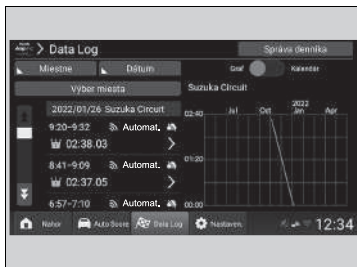 Data Log
Správa denníka
Miestne
Dátum
Graf
Kalendár
Výber miesta
Suzuka Circuit
2022/01/26 Suzuka Circuit
9:20-9:32 Automat.
02:38.03
8:41-9:09 Automat.
02:37.05
6:57-7:10 Automat.
02:40
01:20
00:00
Jul
Oct
2022
Jan
Apr
Nahor
Auto Score
Data Log
Nastaven.
12:34